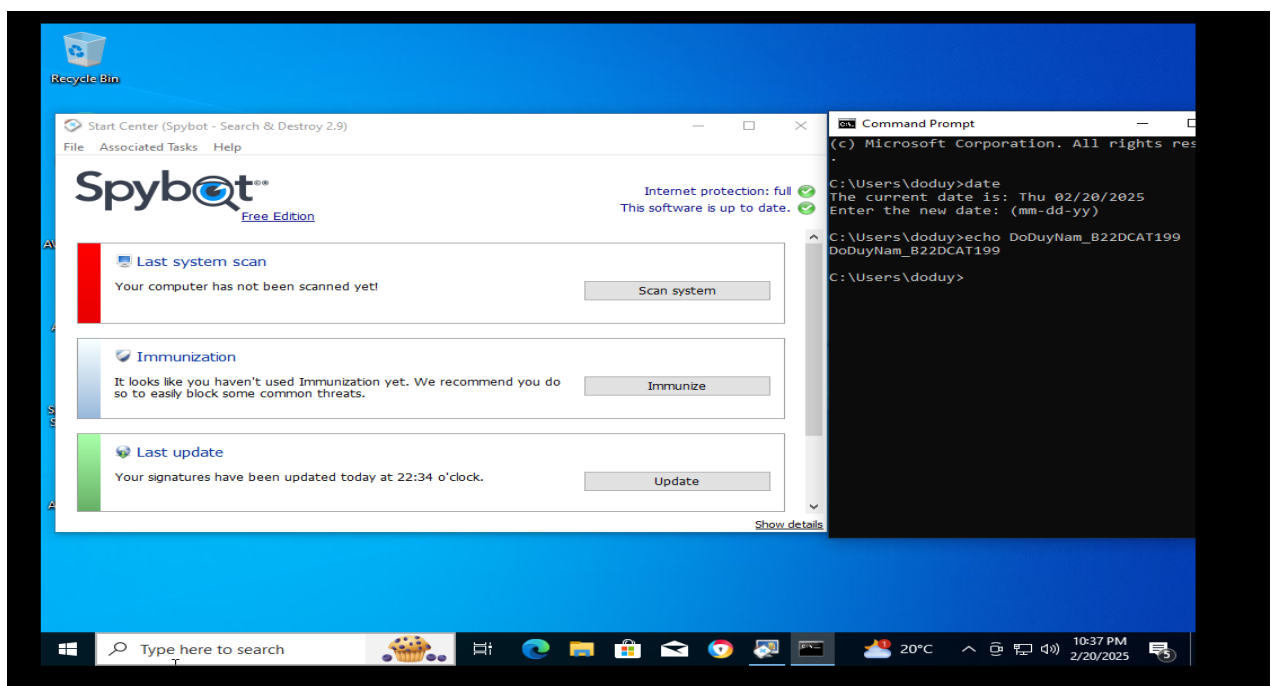 Recycle Bin
Start Center (Spybot - Search & Destroy 2.9)
File Associated Tasks Help
Spybot
Free Edition
Internet protection: full
This software is up to date.
Last system scan
Your computer has not been scanned yet!
Scan system
Immunization
It looks like you haven't used Immunization yet. We recommend you do
so to easily block some common threats.
Immunize
Last update
Your signatures have been updated today at 22:34 o'clock.
Update
Show details
Command Prompt
(c) Microsoft Corporation. All rights res
.
C:\Users\doduy>date
The current date is: Thu 02/20/2025
Enter the new date: (mm-dd-yy)
C:\Users\doduy>echo DoDuyNam_B22DCAT199
DoDuyNam_B22DCAT199
C:\Users\doduy>
Type here to search
20°C
10:37 PM
2/20/2025
5